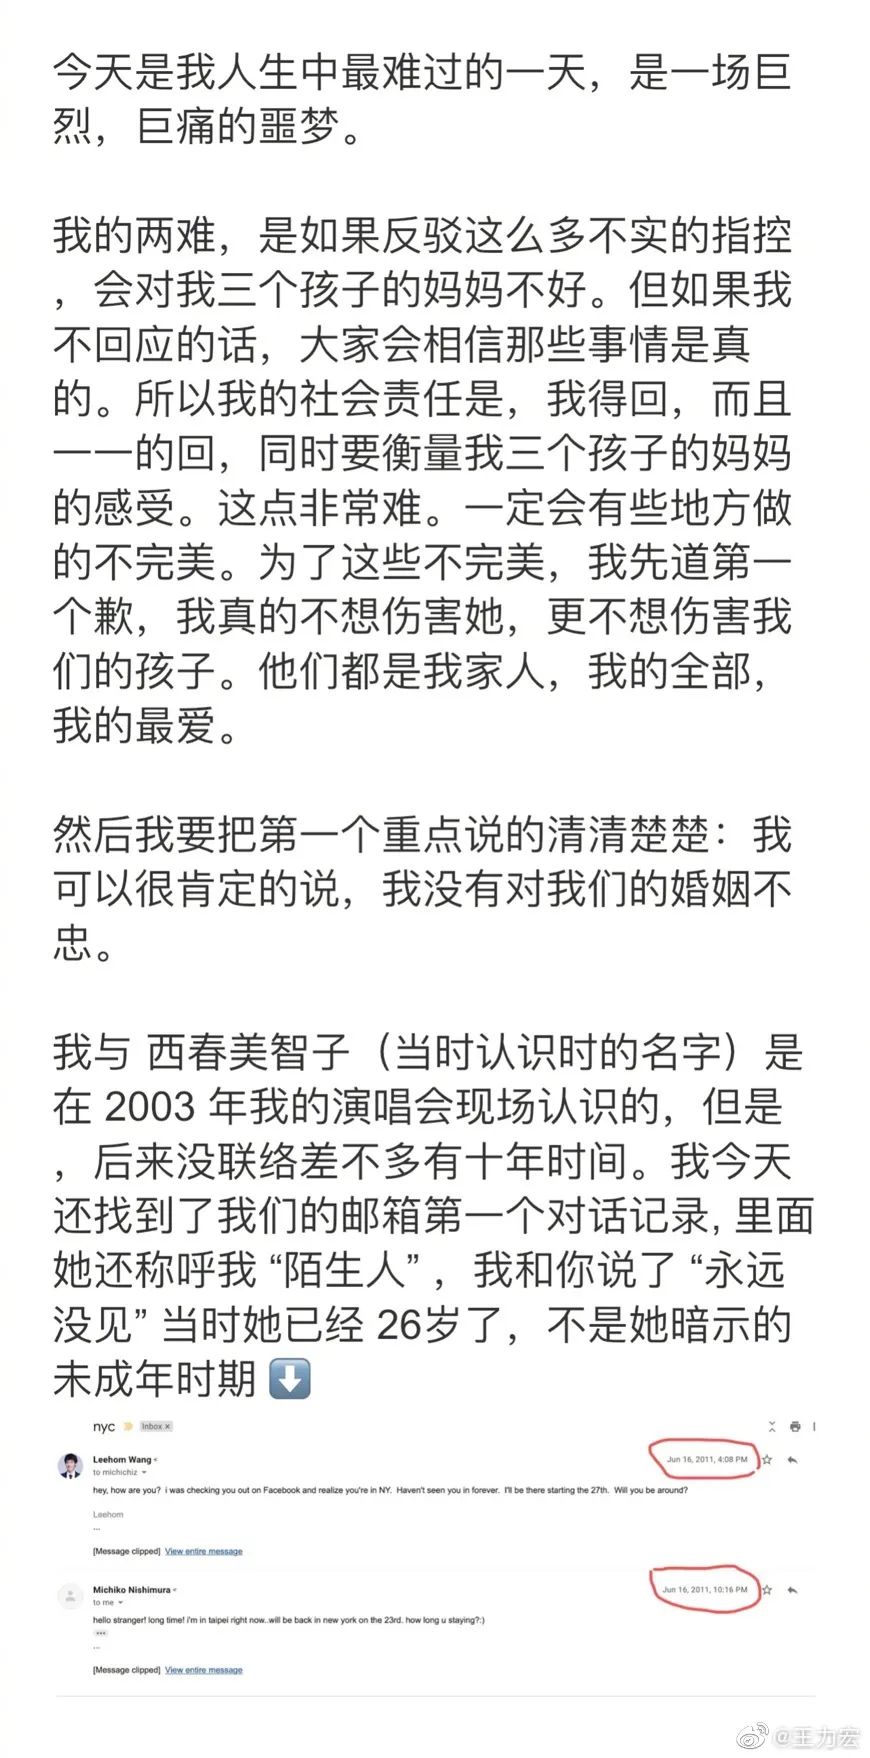 今天是我人生中最难过的一天，是一场巨
烈，巨痛的噩梦。
我的两难，是如果反驳这么多不实的指控
，会对我三个孩子的妈妈不好。但如果我
不回应的话，大家会相信那些事情是真
的。所以我的社会责任是，我得回，而且
一一的回，同时要衡量我三个孩子的妈妈
的感受。这点非常难。一定会有些地方做
的不完美。为了这些不完美，我先道第一
个歉，我真的不想伤害她，更不想伤害我
们的孩子。他们都是我家人，我的全部，
我的最爱。
然后我要把第一个重点说的清清楚楚：我
可以很肯定的说，我没有对我们的婚姻不
忠。
我与 西春美智子（当时认识时的名字）是
在 2003 年我的演唱会现场认识的，但是
，后来没联络差不多有十年时间。我今天
还找到了我们的邮箱第一个对话记录, 里面
她还称呼我 “陌生人” ，我和你说了 “永远
没见” 当时她已经 26岁了，不是她暗示的
未成年时期 ⬇️
nyc Inbox x
Leehom Wang Jun 16, 2011, 4:08 PM
to michichiz
hey, how are you? i was checking you out on Facebook and realize you're in NY. Haven't seen you in forever. I'll be there starting the 27th. Will you be around?
Leehom
...
[Message clipped] View entire message
Michiko Nishimura Jun 16, 2011, 10:16 PM
to me
hello stranger! long time! i'm in taipei right now..will be back in new york on the 23rd. how long u staying?:)
...
...
[Message clipped] View entire message
@王力宏